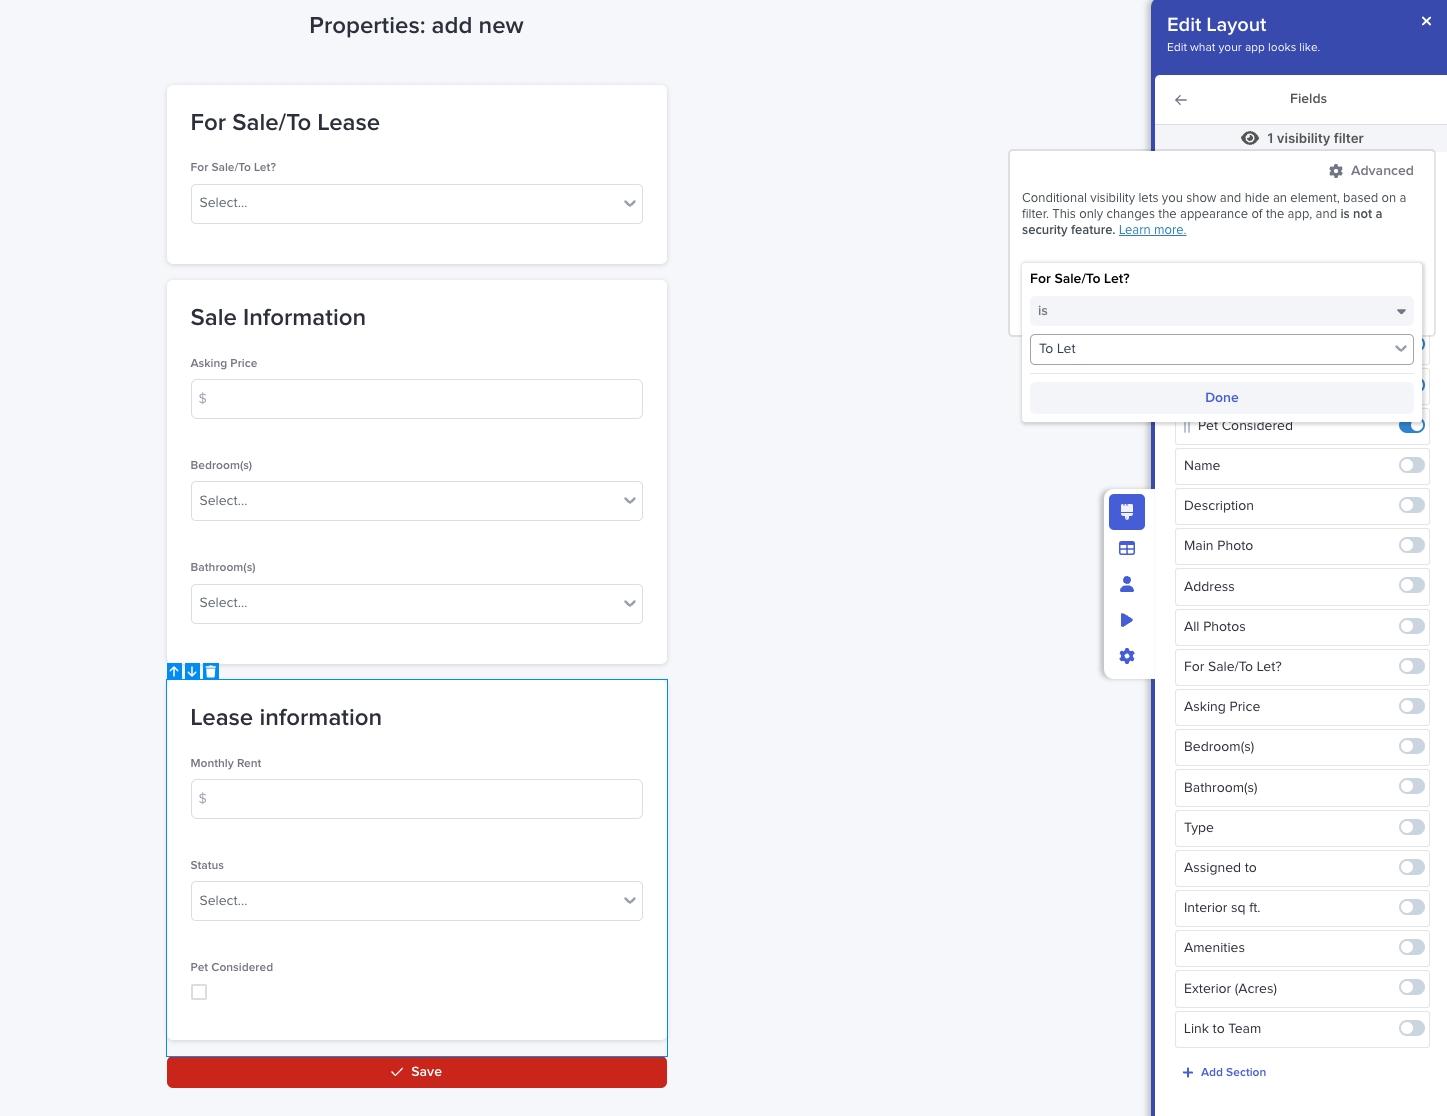 Properties: add new
For Sale/To Lease
For Sale/To Let?
Select...
Sale Information
Asking Price
$
Bedroom(s)
Select...
Bathroom(s)
Select...
Lease information
Monthly Rent
$
Status
Select...
Pet Considered
Save
Edit Layout
Edit what your app looks like.
Fields
1 visibility filter
Advanced
Conditional visibility lets you show and hide an element, based on a
filter. This only changes the appearance of the app, and is not a
security feature. Learn more.
For Sale/To Let?
is
To Let
Done
Pet Considered
Name
Description
Main Photo
Address
All Photos
For Sale/To Let?
Asking Price
Bedroom(s)
Bathroom(s)
Type
Assigned to
Interior sq ft.
Amenities
Exterior (Acres)
Link to Team
Add Section